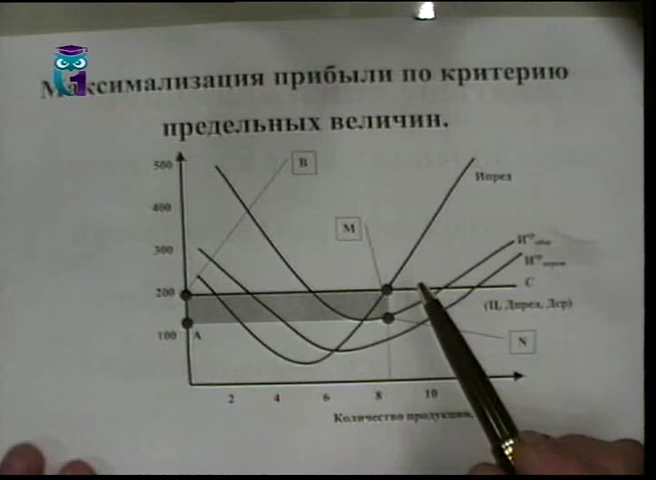 Максимализация прибыли по критерию
предельных величин.
500
В
Ипред
400
М
300
С
200
(Ц, Дпред, Дср)
100
А
N
2 4 6 8 10
Количество продукции,